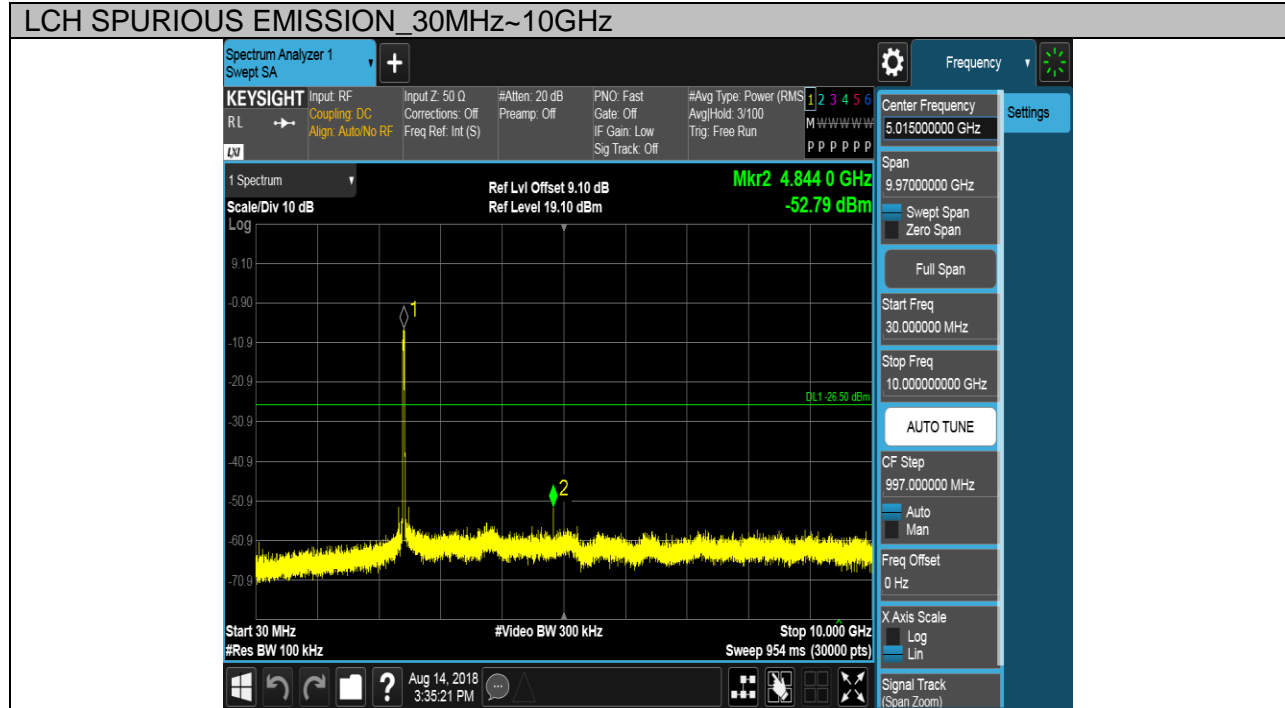 LCH SPURIOUS EMISSION_30MHz~10GHz
Spectrum Analyzer 1
Swept SA
+
Frequency
KEYSIGHT
RL
LXI
Input: RF
Coupling: DC
Align: Auto/No RF
Input Z: 50 Ω
Corrections: Off
Freq Ref: Int (S)
#Atten: 20 dB
Preamp: Off
PNO: Fast
Gate: Off
IF Gain: Low
Sig Track: Off
#Avg Type: Power (RMS
Avg|Hold: 3/100
Trig: Free Run
1 2 3 4 5 6
M W W W W W
P P P P P P
1 Spectrum
Scale/Div 10 dB
Ref Lvl Offset 9.10 dB
Ref Level 19.10 dBm
Mkr2 4.844 0 GHz
-52.79 dBm
Log
9.10
-0.90
-10.9
-20.9
-30.9
-40.9
-50.9
-60.9
-70.9
1
2
DL1 -26.50 dBm
Start 30 MHz
#Res BW 100 kHz
#Video BW 300 kHz
Stop 10.000 GHz
Sweep 954 ms (30000 pts)
Center Frequency
5.015000000 GHz
Settings
Span
9.97000000 GHz
Swept Span
Zero Span
Full Span
Start Freq
30.000000 MHz
Stop Freq
10.000000000 GHz
AUTO TUNE
CF Step
997.000000 MHz
Auto
Man
Freq Offset
0 Hz
X Axis Scale
Log
Lin
Signal Track
(Span Zoom)
?
Aug 14, 2018
3:35:21 PM